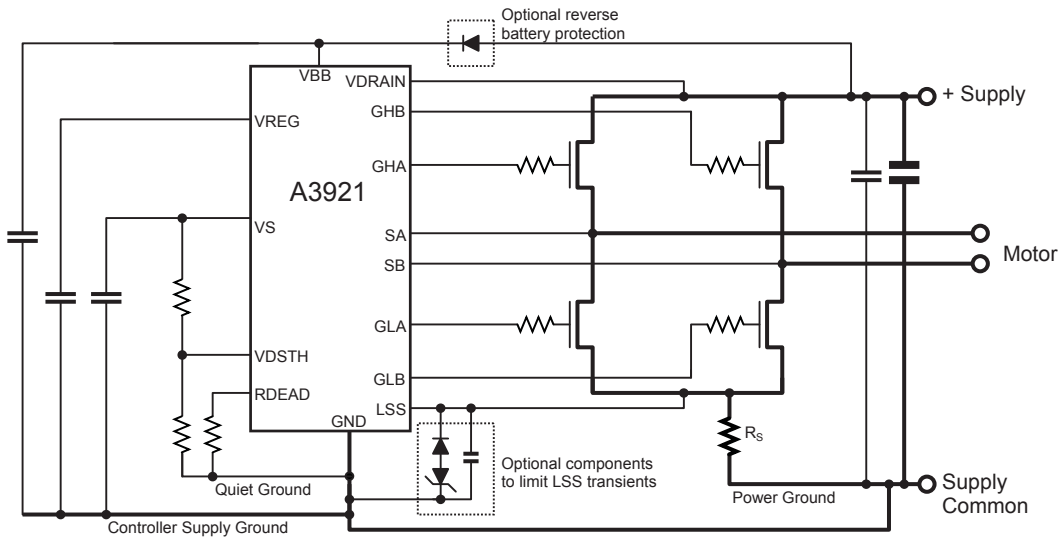 Optional reverse
battery protection
VBB
VDRAIN
+ Supply
GHB
VREG
GHA
A3921
VS
SA
Motor
SB
GLA
VDSTH
GLB
RDEAD
LSS
GND
RS
Optional components
to limit LSS transients
Quiet Ground
Power Ground
Supply
Common
Controller Supply Ground